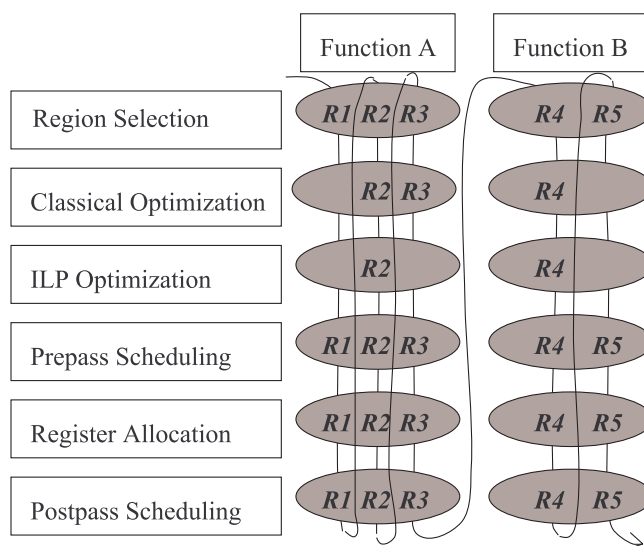 Function A
Function B
Region Selection
R1 R2 R3
R4 R5
Classical Optimization
R2 R3
R4
ILP Optimization
R2
R4
Prepass Scheduling
R1 R2 R3
R4 R5
Register Allocation
R1 R2 R3
R4 R5
Postpass Scheduling
R1 R2 R3
R4 R5